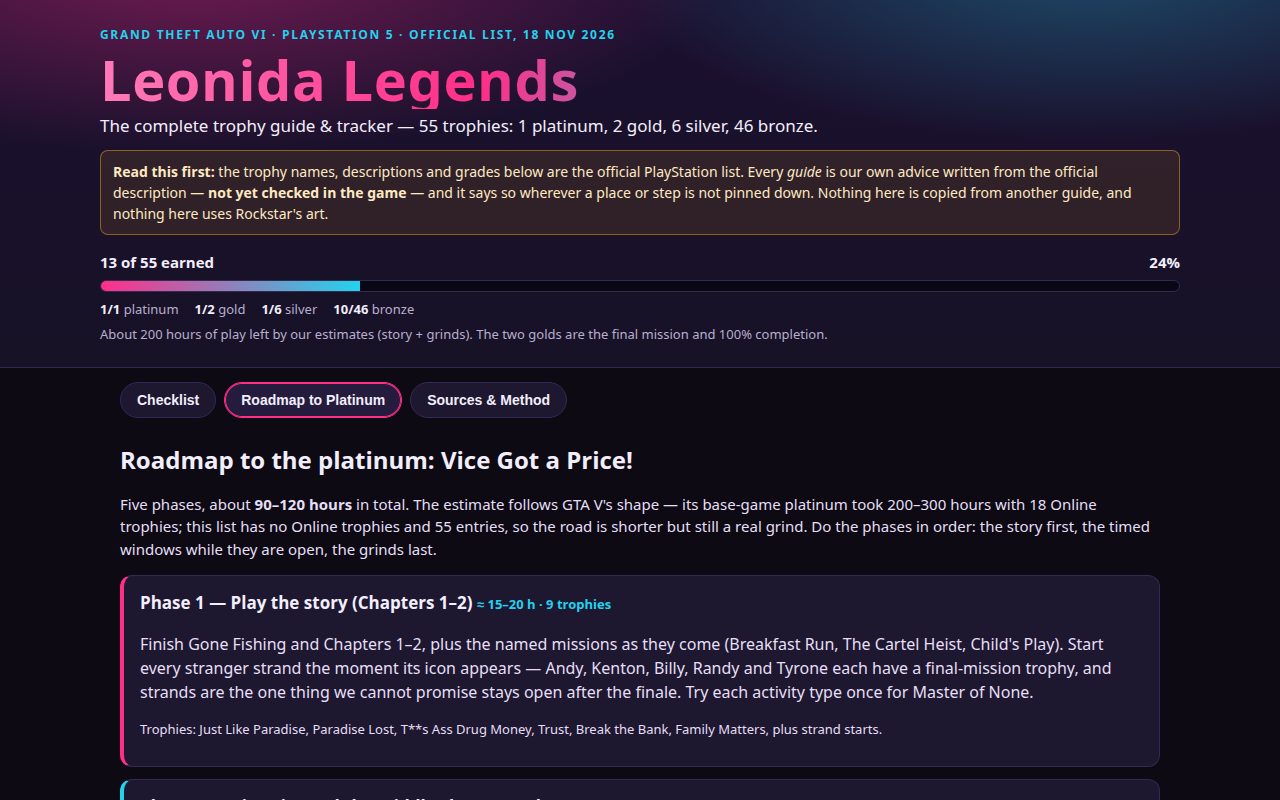 GRAND THEFT AUTO VI · PLAYSTATION 5 · OFFICIAL LIST, 18 NOV 2026
Leonida Legends
The complete trophy guide & tracker — 55 trophies: 1 platinum, 2 gold, 6 silver, 46 bronze.
Read this first: the trophy names, descriptions and grades below are the official PlayStation list. Every guide is our own advice written from the official
description — not yet checked in the game — and it says so wherever a place or step is not pinned down. Nothing here is copied from another guide, and
nothing here uses Rockstar's art.
13 of 55 earned 24%
1/1 platinum 1/2 gold 1/6 silver 10/46 bronze
About 200 hours of play left by our estimates (story + grinds). The two golds are the final mission and 100% completion.
Checklist Roadmap to Platinum Sources & Method
Roadmap to the platinum: Vice Got a Price!
Five phases, about 90–120 hours in total. The estimate follows GTA V's shape — its base-game platinum took 200–300 hours with 18 Online
trophies; this list has no Online trophies and 55 entries, so the road is shorter but still a real grind. Do the phases in order: the story first, the timed
windows while they are open, the grinds last.
Phase 1 — Play the story (Chapters 1–2) ≈ 15–20 h · 9 trophies
Finish Gone Fishing and Chapters 1–2, plus the named missions as they come (Breakfast Run, The Cartel Heist, Child's Play). Start
every stranger strand the moment its icon appears — Andy, Kenton, Billy, Randy and Tyrone each have a final-mission trophy, and
strands are the one thing we cannot promise stays open after the finale. Try each activity type once for Master of None.
Trophies: Just Like Paradise, Paradise Lost, T**s Ass Drug Money, Trust, Break the Bank, Family Matters, plus strand starts.